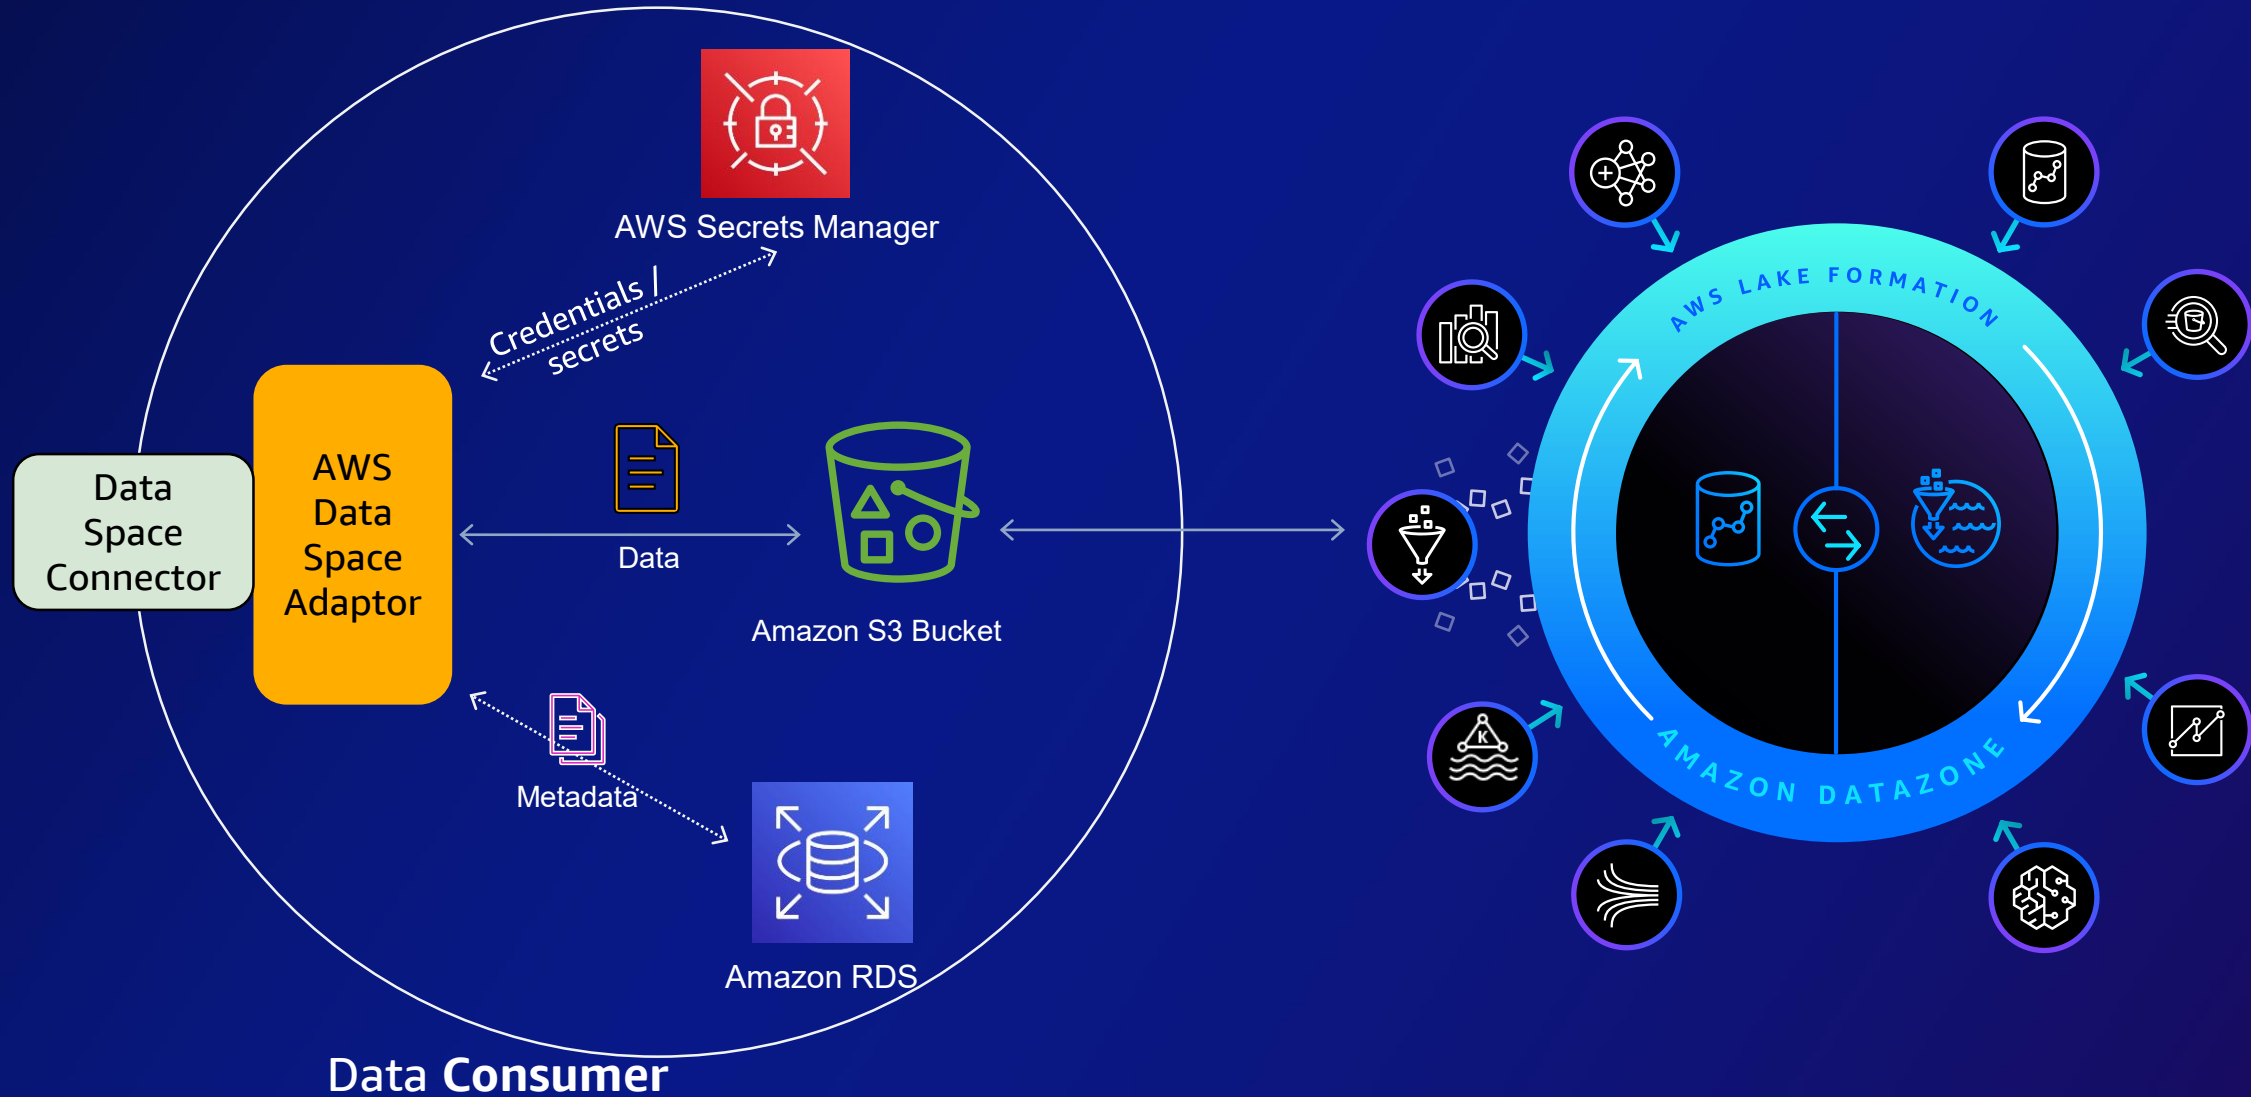 AWS Secrets Manager
Credentials /
secrets
AWS
Data
Space
Adaptor
Data
Space
Connector
Data
Amazon S3 Bucket
Metadata
Amazon RDS
Data Consumer
AWS LAKE FORMATION
AMAZON DATAZONE
K